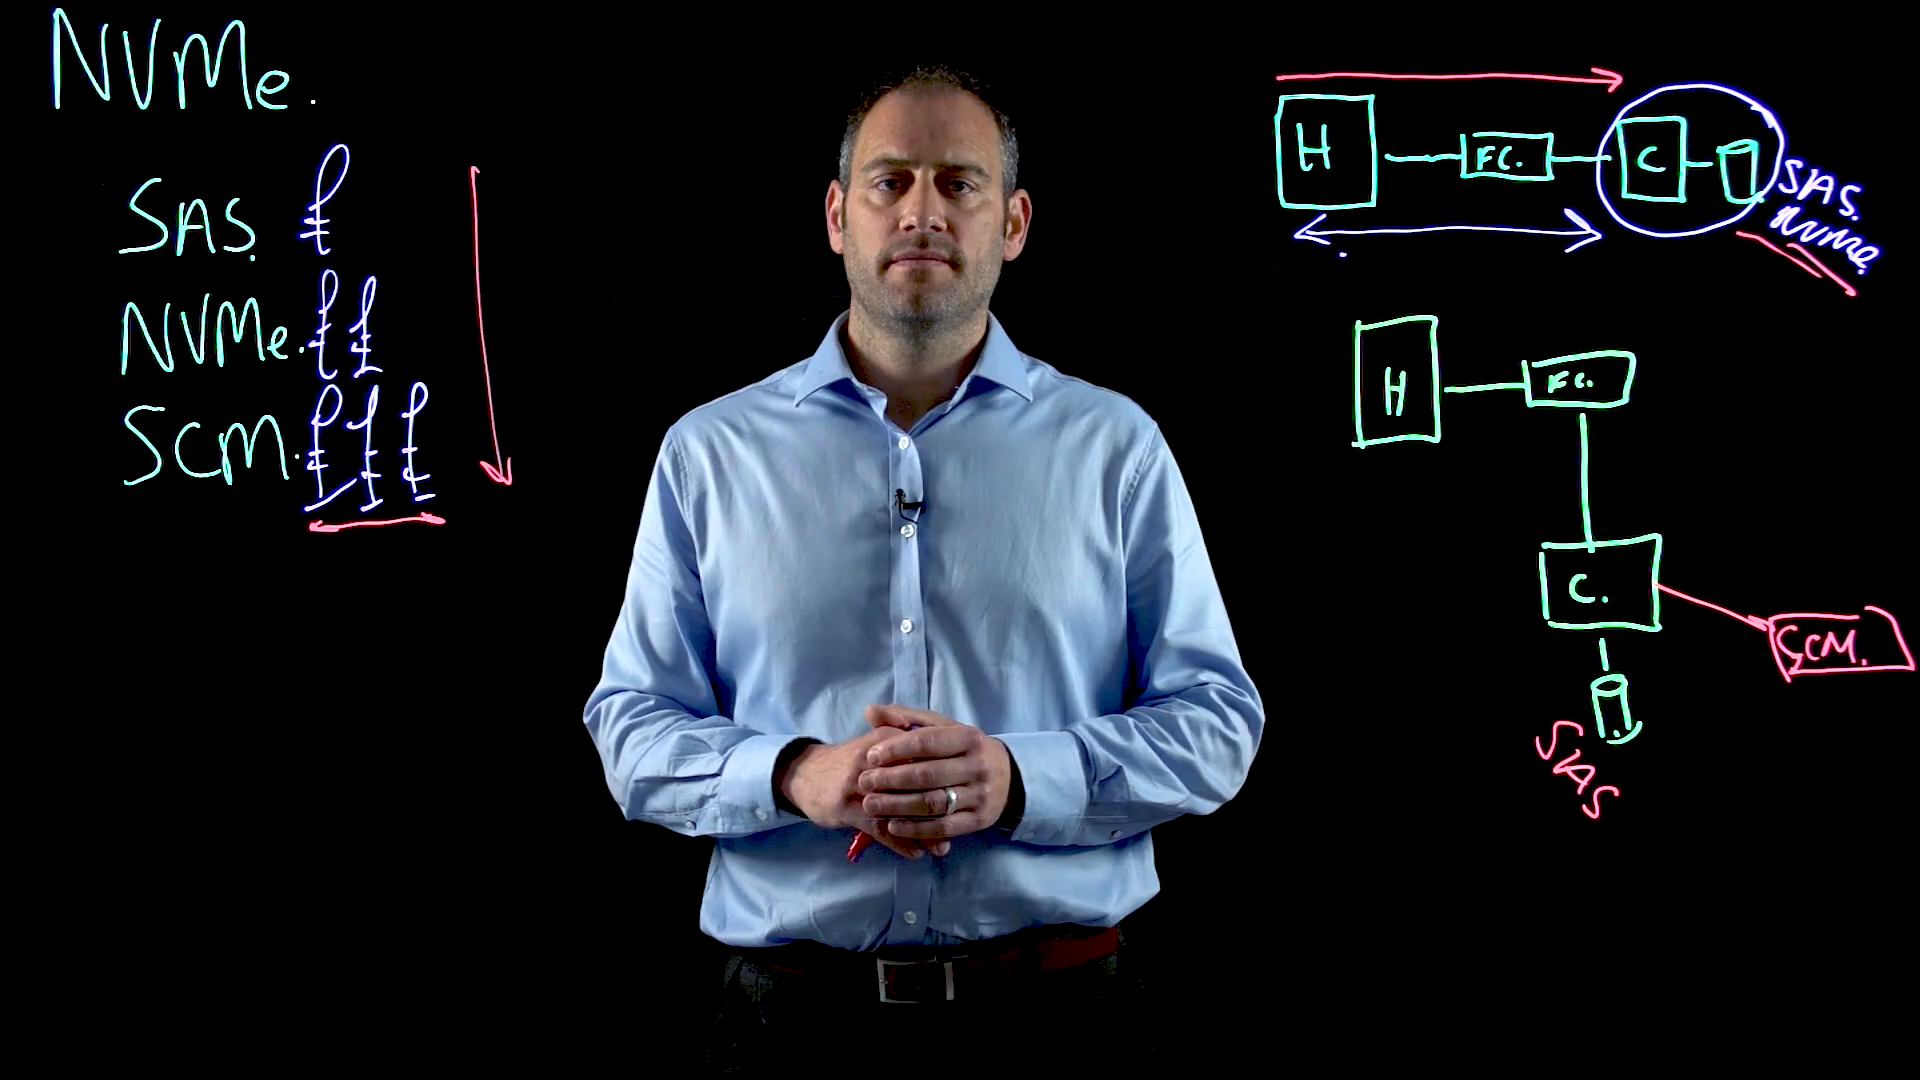 NVMe.
SAS. £
NVMe. ££
SCM. £££
H
FC.
C
SAS.
NVMe.
H
FC.
C.
SCM.
SAS